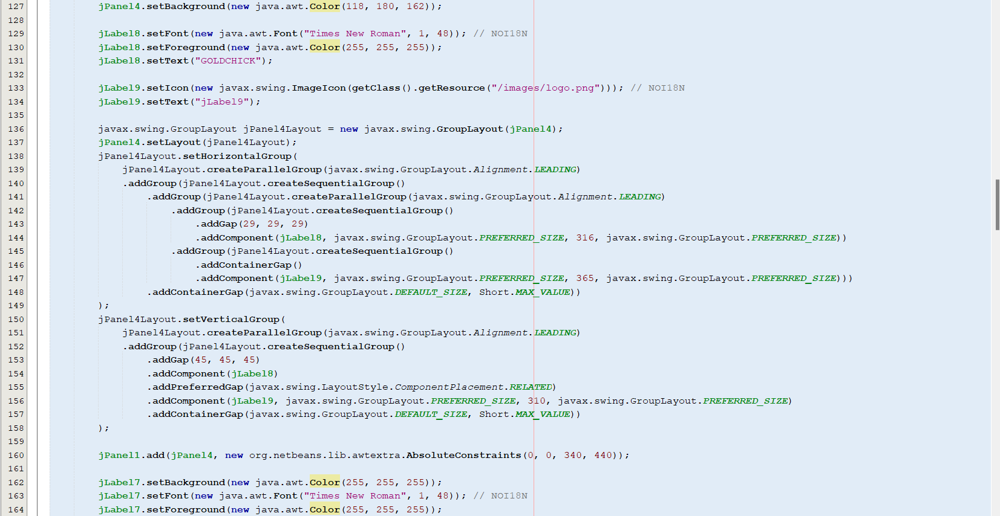 127 jPanel4.setBackground(new java.awt.Color(118, 180, 162));
128
129 jLabel8.setFont(new java.awt.Font("Times New Roman", 1, 48)); // NOI18N
130 jLabel8.setForeground(new java.awt.Color(255, 255, 255));
131 jLabel8.setText("GOLDCHICK");
132
133 jLabel9.setIcon(new javax.swing.ImageIcon(getClass().getResource("/images/logo.png"))); // NOI18N
134 jLabel9.setText("jLabel9");
135
136 javax.swing.GroupLayout jPanel4Layout = new javax.swing.GroupLayout(jPanel4);
137 jPanel4.setLayout(jPanel4Layout);
138 jPanel4Layout.setHorizontalGroup(
139 jPanel4Layout.createParallelGroup(javax.swing.GroupLayout.Alignment.LEADING)
140 .addGroup(jPanel4Layout.createSequentialGroup()
141 .addGroup(jPanel4Layout.createParallelGroup(javax.swing.GroupLayout.Alignment.LEADING)
142 .addGroup(jPanel4Layout.createSequentialGroup()
143 .addGap(29, 29, 29)
144 .addComponent(jLabel8, javax.swing.GroupLayout.PREFERRED_SIZE, 316, javax.swing.GroupLayout.PREFERRED_SIZE))
145 .addGroup(jPanel4Layout.createSequentialGroup()
146 .addContainerGap()
147 .addComponent(jLabel9, javax.swing.GroupLayout.PREFERRED_SIZE, 365, javax.swing.GroupLayout.PREFERRED_SIZE)))
148 .addContainerGap(javax.swing.GroupLayout.DEFAULT_SIZE, Short.MAX_VALUE))
149 );
150 jPanel4Layout.setVerticalGroup(
151 jPanel4Layout.createParallelGroup(javax.swing.GroupLayout.Alignment.LEADING)
152 .addGroup(jPanel4Layout.createSequentialGroup()
153 .addGap(45, 45, 45)
154 .addComponent(jLabel8)
155 .addPreferredGap(javax.swing.LayoutStyle.ComponentPlacement.RELATED)
156 .addComponent(jLabel9, javax.swing.GroupLayout.PREFERRED_SIZE, 310, javax.swing.GroupLayout.PREFERRED_SIZE)
157 .addContainerGap(javax.swing.GroupLayout.DEFAULT_SIZE, Short.MAX_VALUE))
158 );
159
160 jPanel1.add(jPanel4, new org.netbeans.lib.awtextra.AbsoluteConstraints(0, 0, 340, 440));
161
162 jLabel7.setBackground(new java.awt.Color(255, 255, 255));
163 jLabel7.setFont(new java.awt.Font("Times New Roman", 1, 48)); // NOI18N
164 jLabel7.setForeground(new java.awt.Color(255, 255, 255));